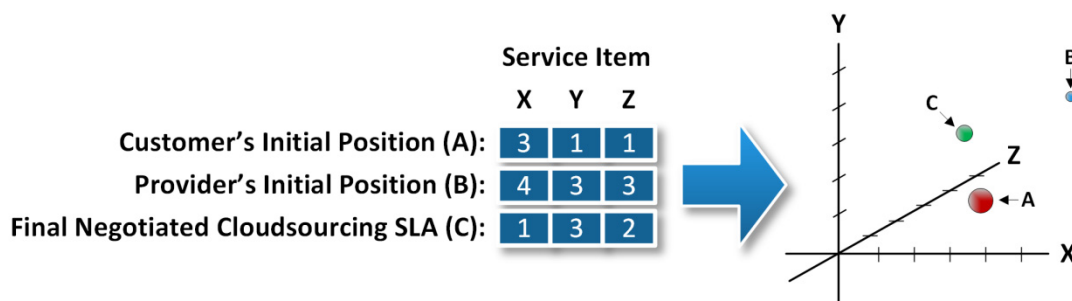 Service Item
X Y Z
Customer's Initial Position (A): 3 1 1
Provider's Initial Position (B): 4 3 3
Final Negotiated Cloudsourcing SLA (C): 1 3 2
Y
B
C
Z
A
X